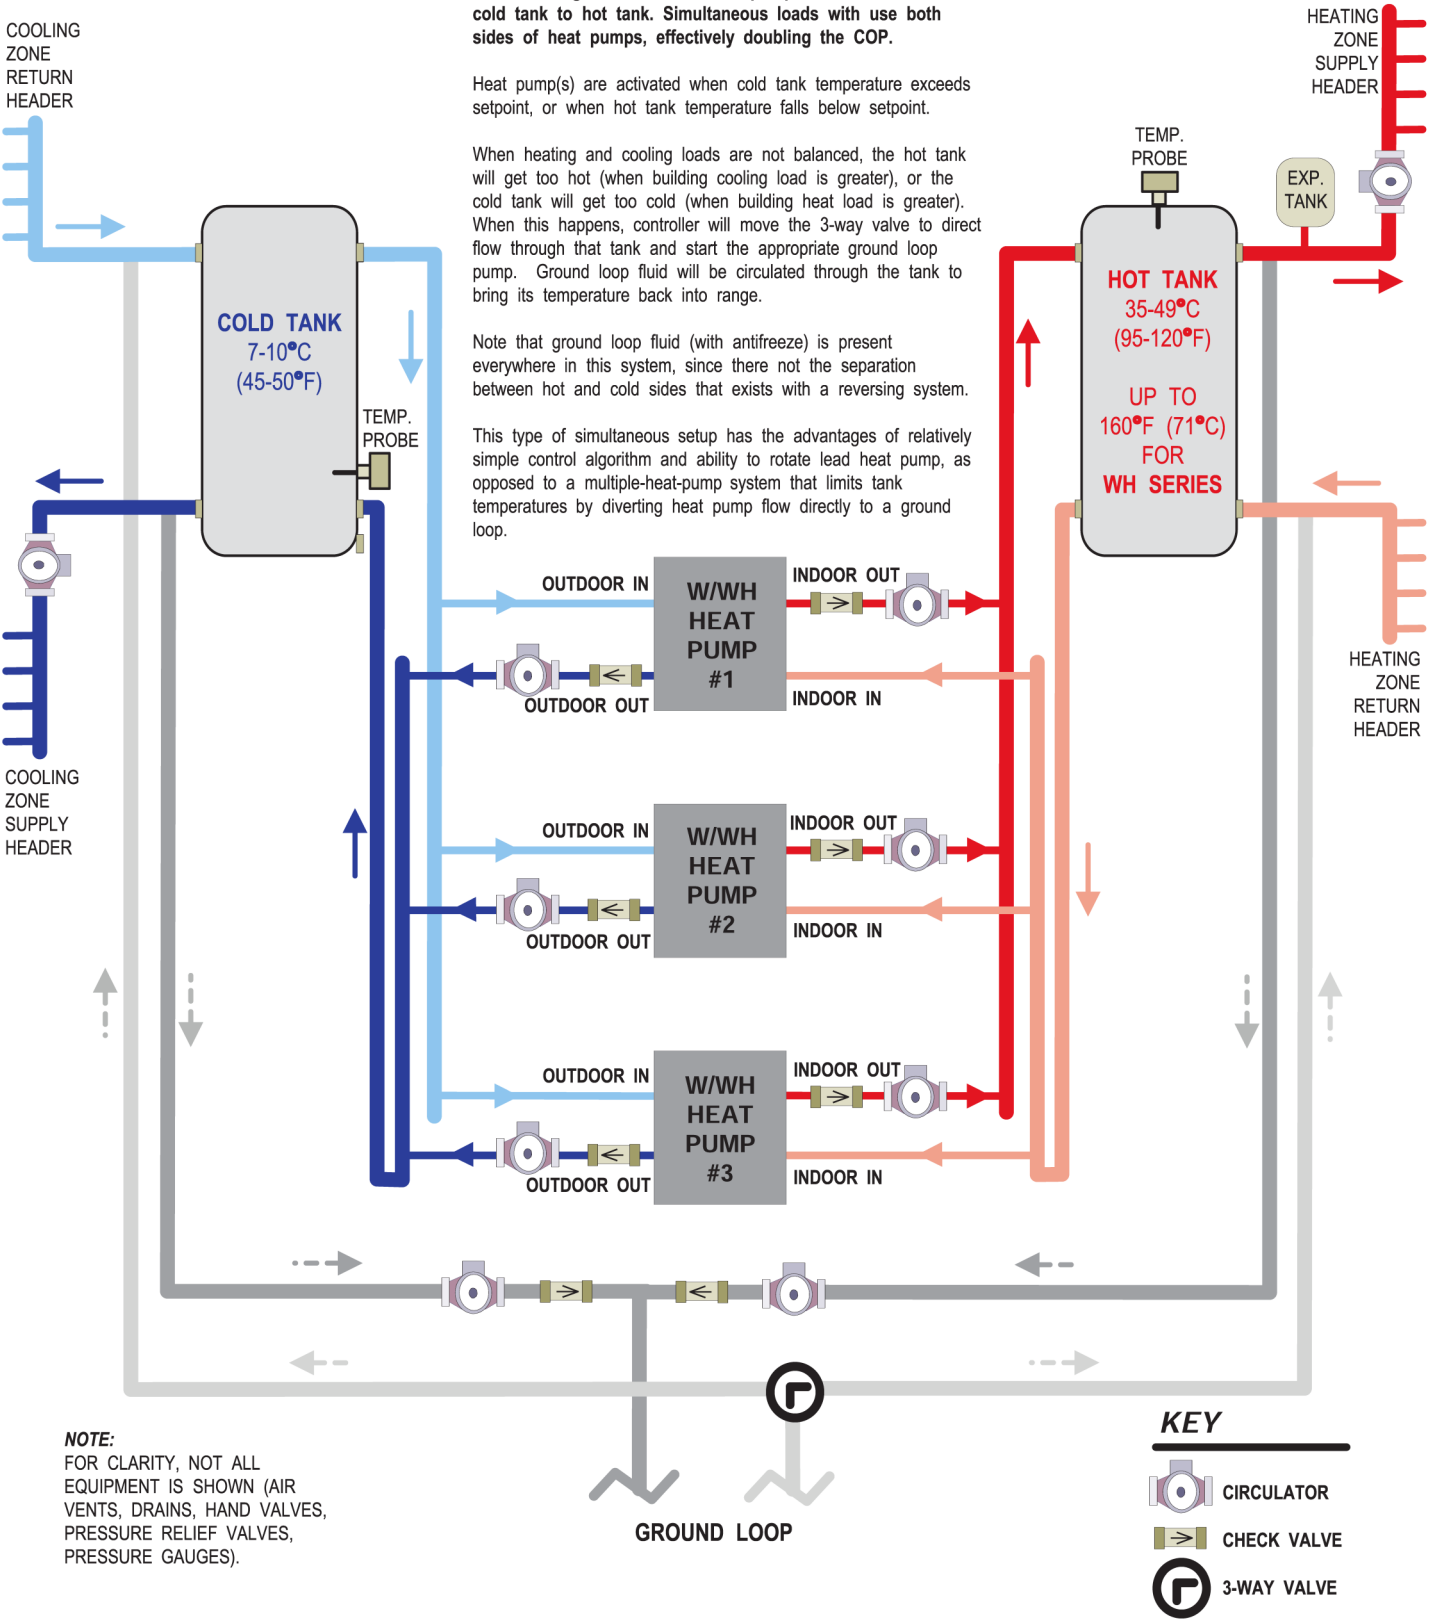 cold tank to hot tank. Simultaneous loads with use both
sides of heat pumps, effectively doubling the COP.
Heat pump(s) are activated when cold tank temperature exceeds
setpoint, or when hot tank temperature falls below setpoint.
When heating and cooling loads are not balanced, the hot tank
will get too hot (when building cooling load is greater), or the
cold tank will get too cold (when building heat load is greater).
When this happens, controller will move the 3-way valve to direct
flow through that tank and start the appropriate ground loop
pump. Ground loop fluid will be circulated through the tank to
bring its temperature back into range.
Note that ground loop fluid (with antifreeze) is present
everywhere in this system, since there not the separation
between hot and cold sides that exists with a reversing system.
This type of simultaneous setup has the advantages of relatively
simple control algorithm and ability to rotate lead heat pump, as
opposed to a multiple-heat-pump system that limits tank
temperatures by diverting heat pump flow directly to a ground
loop.
COOLING
ZONE
RETURN
HEADER
HEATING
ZONE
SUPPLY
HEADER
TEMP.
PROBE
EXP.
TANK
COLD TANK
7-10°C
(45-50°F)
TEMP.
PROBE
HOT TANK
35-49°C
(95-120°F)
UP TO
160°F (71°C)
FOR
WH SERIES
COOLING
ZONE
SUPPLY
HEADER
HEATING
ZONE
RETURN
HEADER
OUTDOOR IN
W/WH
HEAT
PUMP
#1
INDOOR OUT
OUTDOOR OUT
INDOOR IN
OUTDOOR IN
W/WH
HEAT
PUMP
#2
INDOOR OUT
OUTDOOR OUT
INDOOR IN
OUTDOOR IN
W/WH
HEAT
PUMP
#3
INDOOR OUT
OUTDOOR OUT
INDOOR IN
NOTE:
FOR CLARITY, NOT ALL
EQUIPMENT IS SHOWN (AIR
VENTS, DRAINS, HAND VALVES,
PRESSURE RELIEF VALVES,
PRESSURE GAUGES).
GROUND LOOP
KEY
CIRCULATOR
CHECK VALVE
3-WAY VALVE